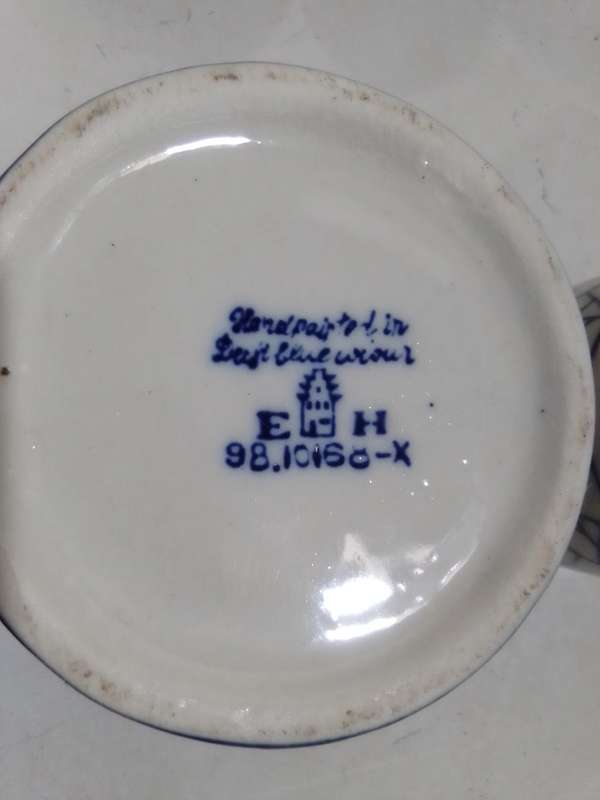 Handpainted in
Delft blue colour
E H
98.10168-X